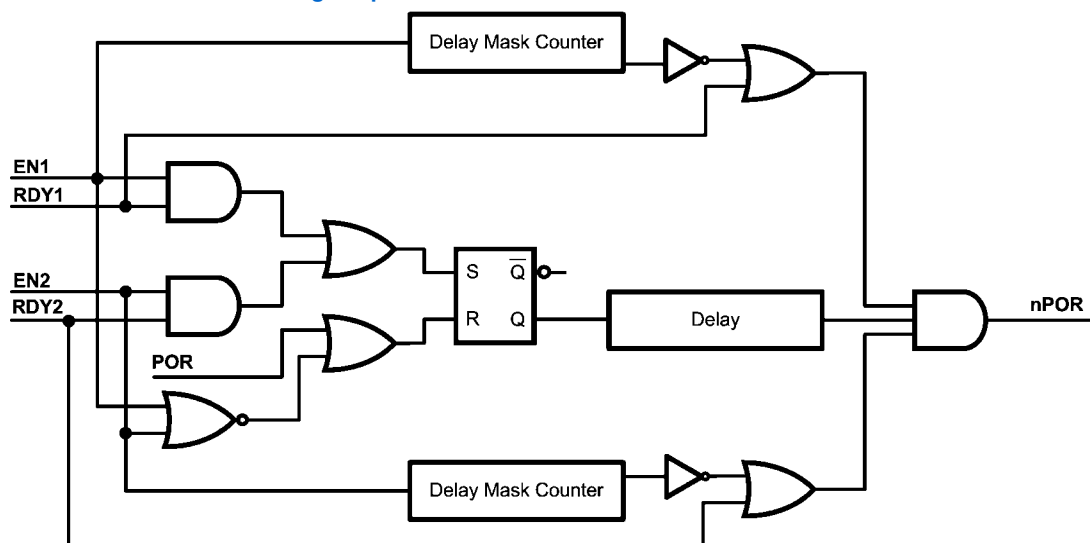 Delay Mask Counter
EN1
RDY1
EN2
RDY2
S Q
R Q
Delay
nPOR
POR
Delay Mask Counter